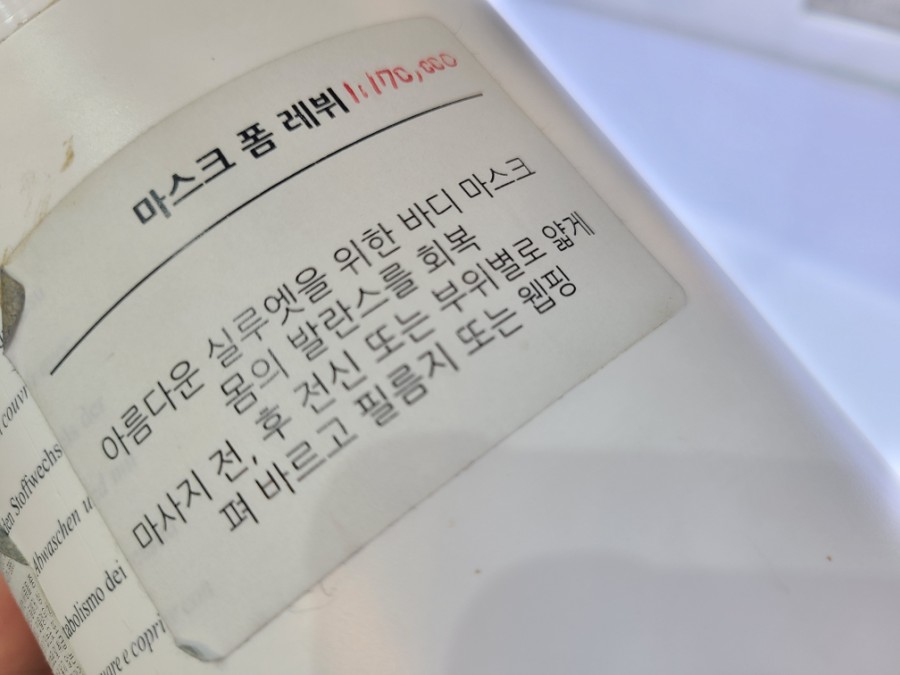 마스크 폼 레뷔 1,170,000
아름다운 실루엣을 위한 바디 마스크
몸의 발란스를 회복
마사지 전, 후 전신 또는 부위별로 얇게
펴 바르고 필름지 또는 웹핑
couvr
den Stoffwechs
Abwaschen u
tabolismo dei
e copri